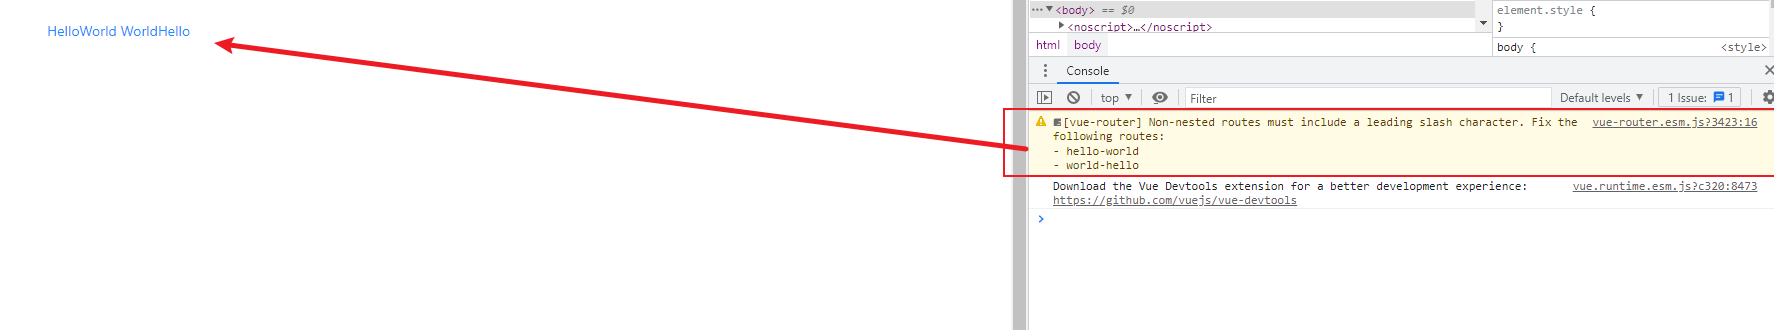 HelloWorld WorldHello
<body> == $0
<noscript>…</noscript>
html body
element.style {
}
body { <style>
Console
top ▼ Filter Default levels ▼ 1 Issue: 1
[vue-router] Non-nested routes must include a leading slash character. Fix the vue-router.esm.js?3423:16
following routes:
- hello-world
- world-hello
Download the Vue Devtools extension for a better development experience: vue.runtime.esm.js?c320:8473
https://github.com/vuejs/vue-devtools